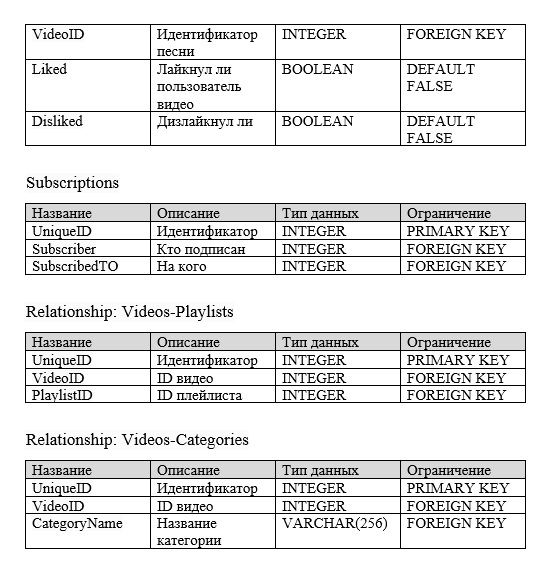 VideoID Идентификатор песни INTEGER FOREIGN KEY
Liked Лайкнул ли пользователь видео BOOLEAN DEFAULT FALSE
Disliked Дизлайкнул ли BOOLEAN DEFAULT FALSE
Subscriptions
Название Описание Тип данных Ограничение
UniqueID Идентификатор INTEGER PRIMARY KEY
Subscriber Кто подписан INTEGER FOREIGN KEY
SubscribedTO На кого INTEGER FOREIGN KEY
Relationship: Videos-Playlists
Название Описание Тип данных Ограничение
UniqueID Идентификатор INTEGER PRIMARY KEY
VideoID ID видео INTEGER FOREIGN KEY
PlaylistID ID плейлиста INTEGER FOREIGN KEY
Relationship: Videos-Categories
Название Описание Тип данных Ограничение
UniqueID Идентификатор INTEGER PRIMARY KEY
VideoID ID видео INTEGER FOREIGN KEY
CategoryName Название категории VARCHAR(256) FOREIGN KEY